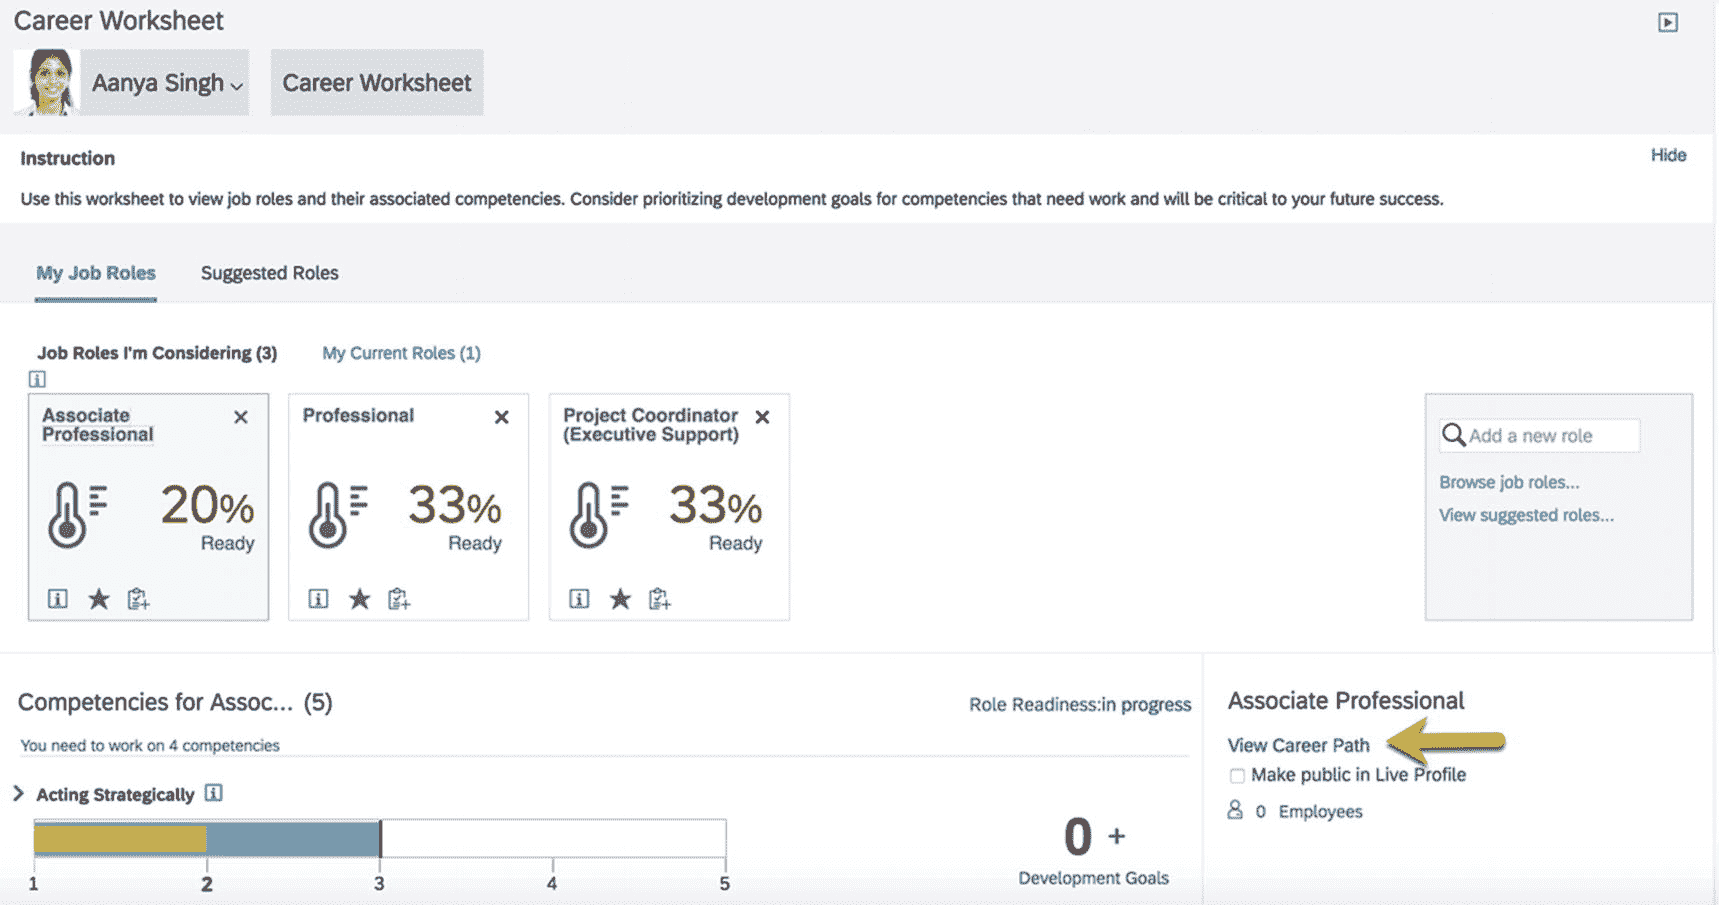 Career Worksheet
Aanya Singh
Career Worksheet
Instruction
Hide
Use this worksheet to view job roles and their associated competencies. Consider prioritizing development goals for competencies that need work and will be critical to your future success.
My Job Roles
Suggested Roles
Job Roles I'm Considering (3)
My Current Roles (1)
Associate
Professional
20%
Ready
Professional
33%
Ready
Project Coordinator
(Executive Support)
33%
Ready
Add a new role
Browse job roles...
View suggested roles...
Competencies for Assoc... (5)
Role Readiness:in progress
You need to work on 4 competencies
Acting Strategically
1 2 3 4 5
0 +
Development Goals
Associate Professional
View Career Path
Make public in Live Profile
0 Employees